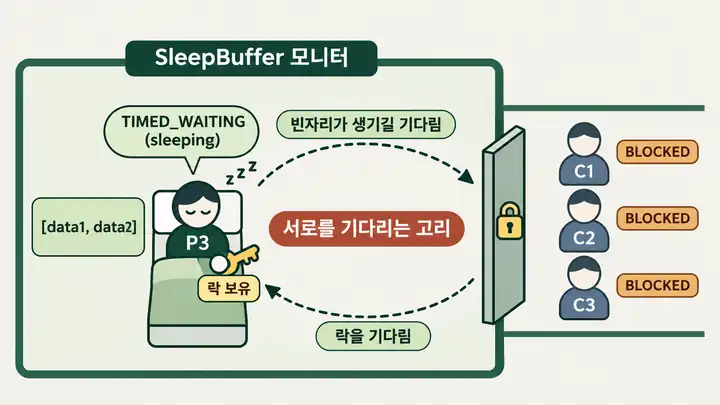 SleepBuffer 모니터
TIMED_WAITING
(sleeping)
빈자리가 생기길 기다림
z z z
[data1, data2]
P3
락 보유
서로를 기다리는 고리
락을 기다림
C1
BLOCKED
C2
BLOCKED
C3
BLOCKED